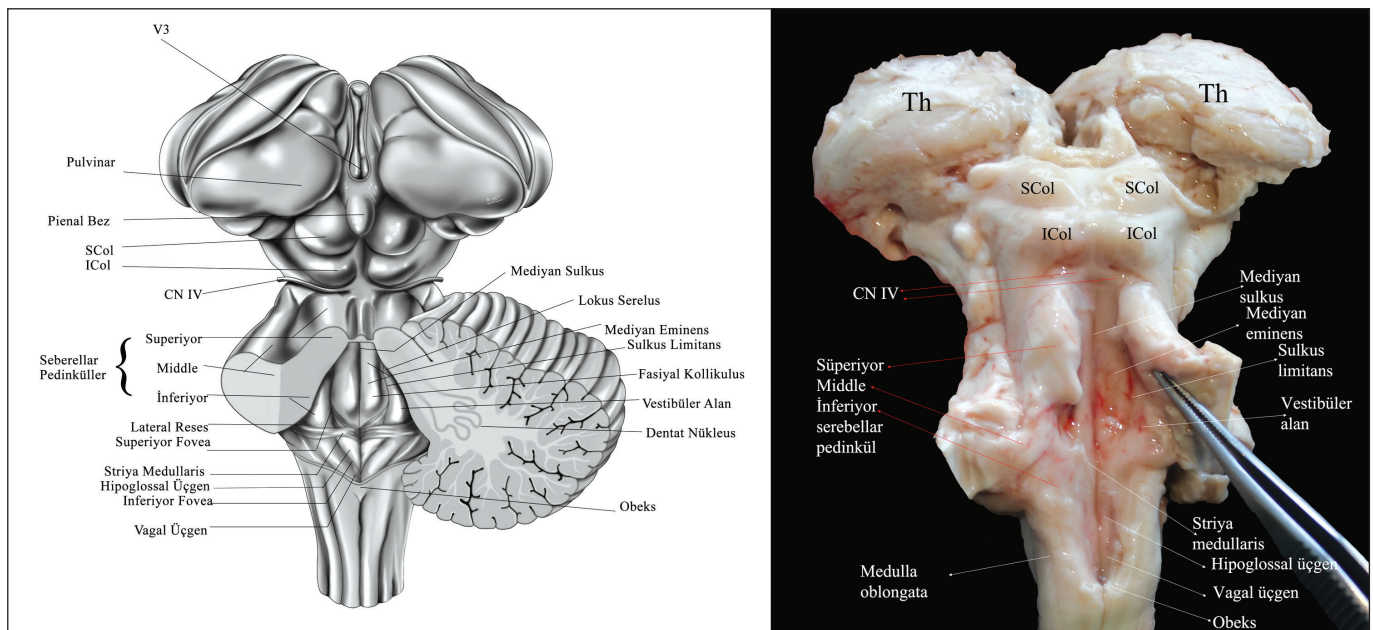 V3
Pulvinar
Pienal Bez
SCol
ICol
CN IV
Seberellar
Pedinküller
Superiyor
Middle
İnferiyor
Lateral Reses
Superiyor Fovea
Striya Medullaris
Hipoglossal Üçgen
Inferiyor Fovea
Vagal Üçgen
Mediyan Sulkus
Lokus Serelus
Mediyan Eminens
Sulkus Limitans
Fasiyal Kollikulus
Vestibüler Alan
Dentat Nükleus
Obeks
Th
Th
SCol
SCol
ICol
ICol
CN IV
Süperiyor
Middle
İnferiyor
serebellar
pedinkül
Medulla
oblongata
Mediyan
sulkus
Mediyan
eminens
Sulkus
limitans
Vestibüler
alan
Striya
medullaris
Hipoglossal üçgen
Vagal üçgen
Obeks